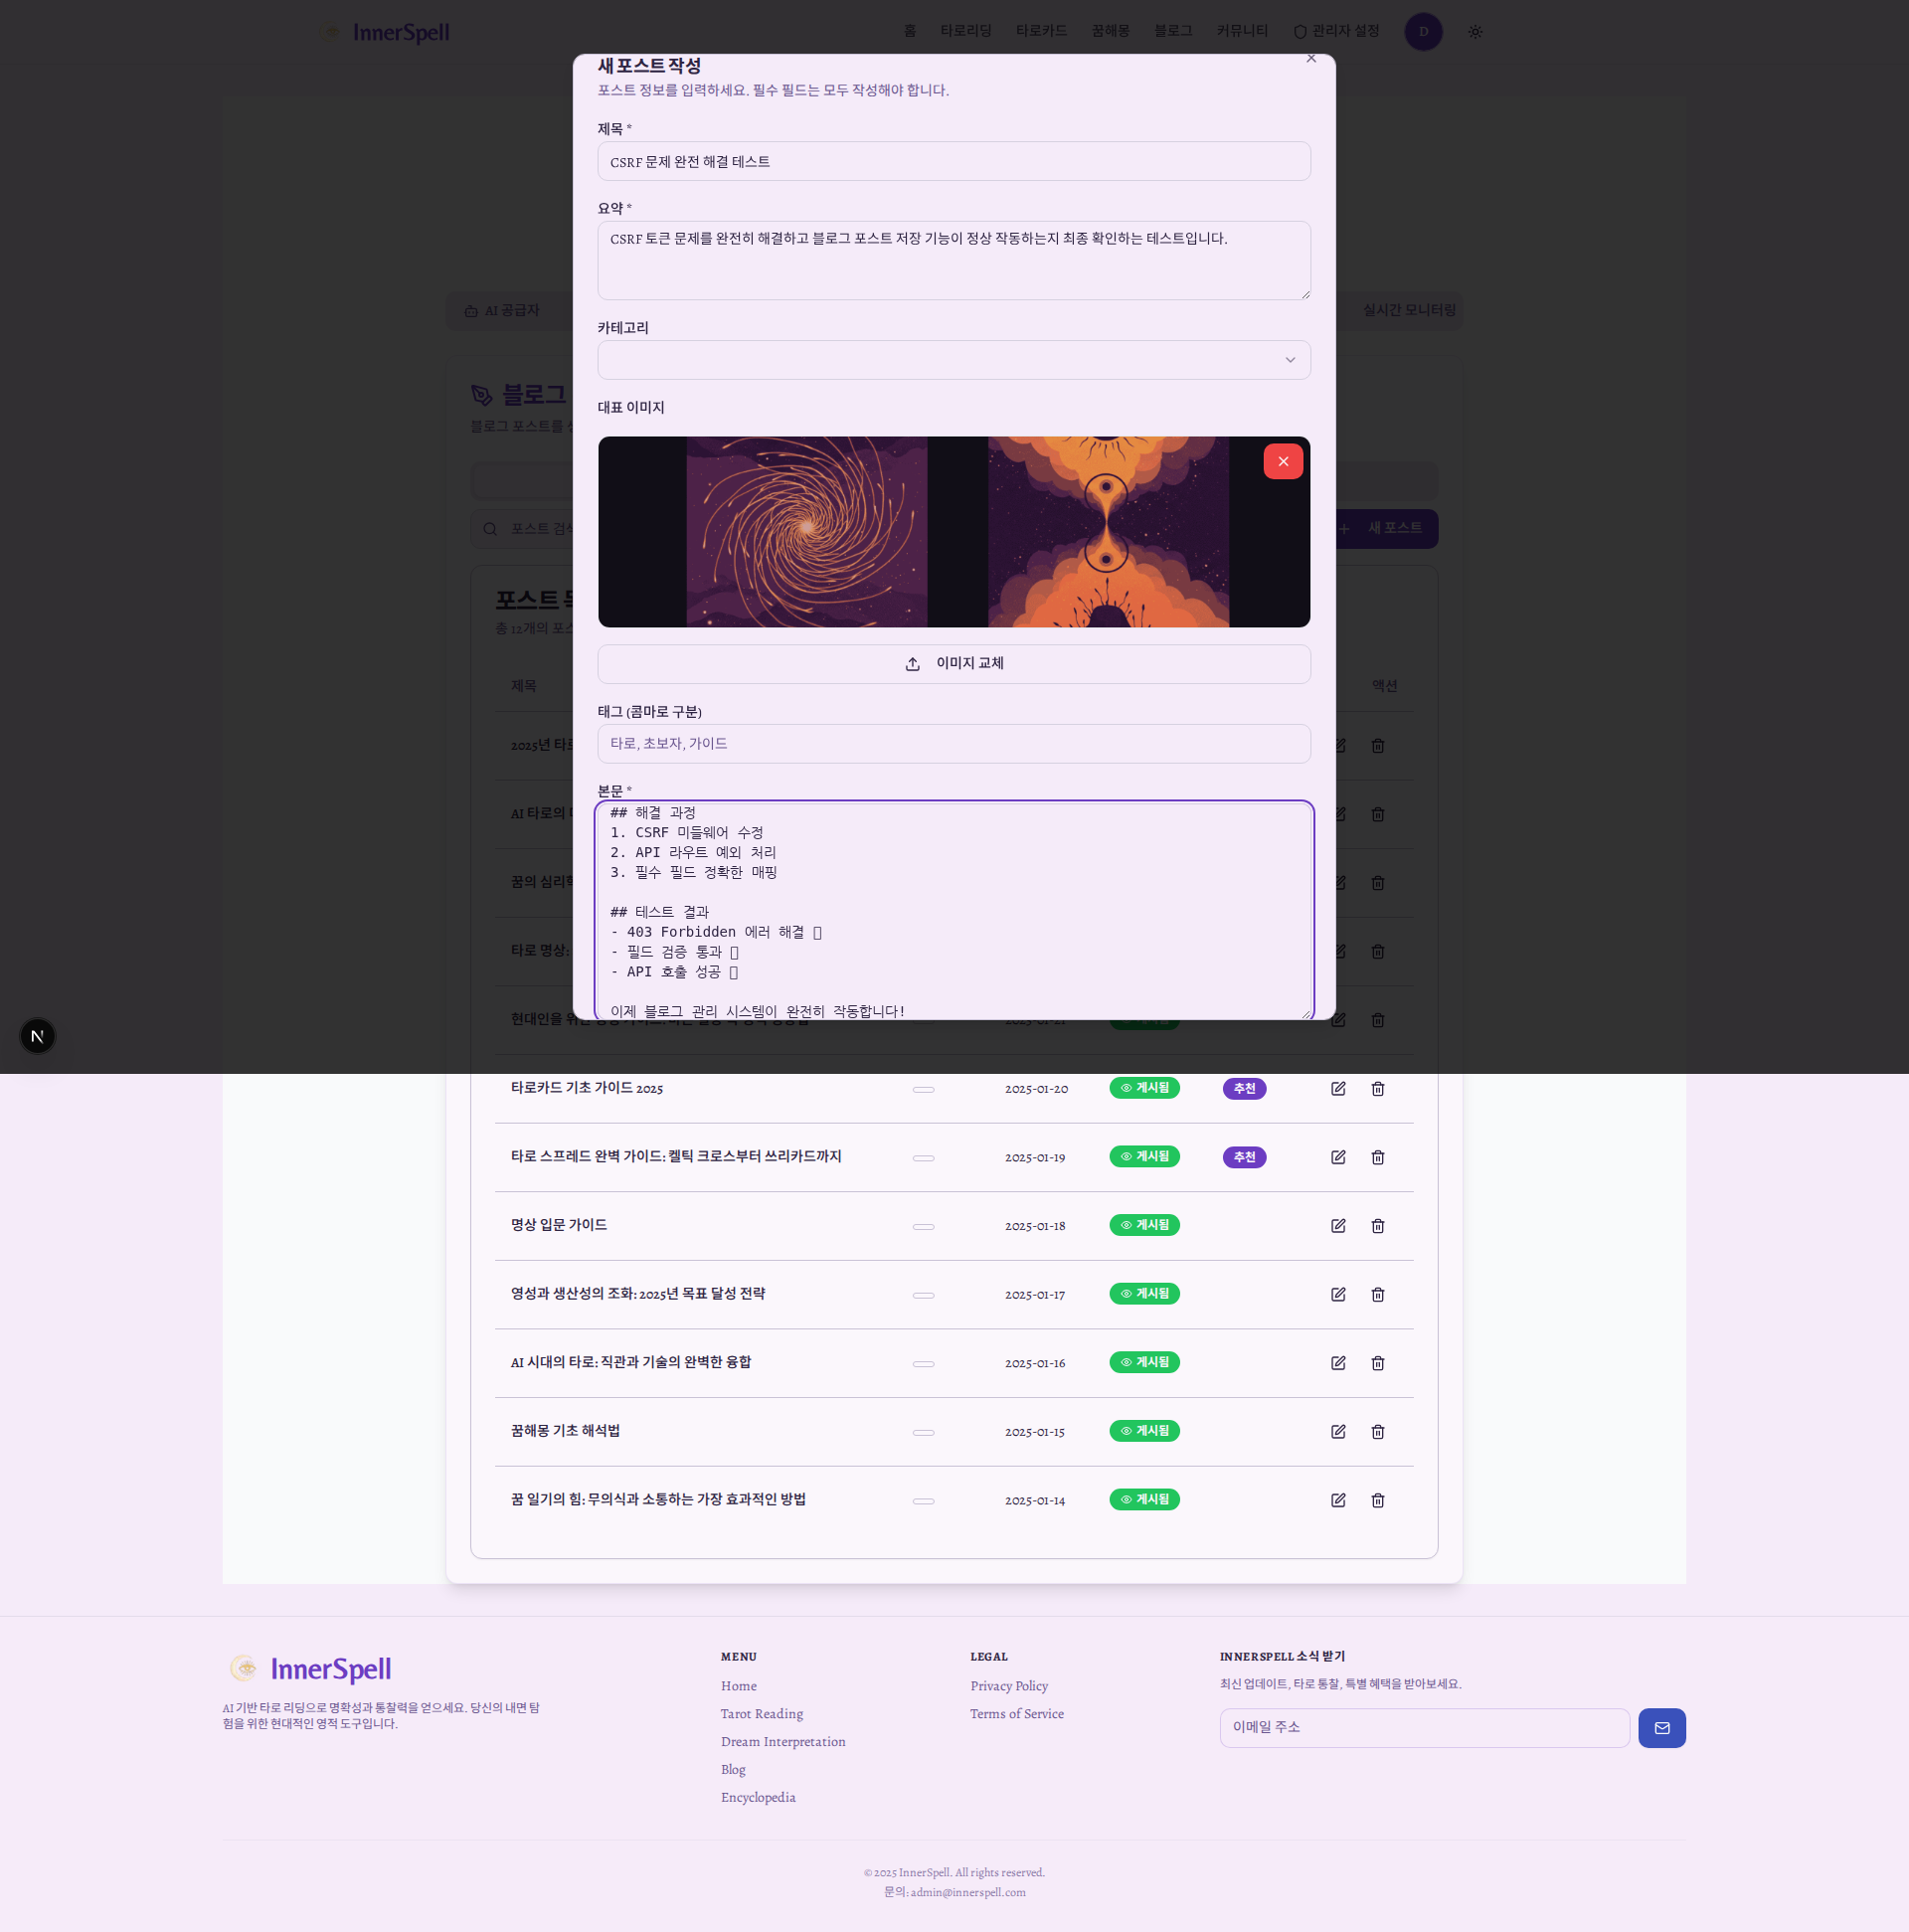 InnerSpell
홈 타로리딩 타로카드 꿈해몽 블로그 커뮤니티 관리자 설정 D
새 포스트 작성
포스트 정보를 입력하세요. 필수 필드는 모두 작성해야 합니다.
제목 *
CSRF 문제 완전 해결 테스트
요약 *
CSRF 토큰 문제를 완전히 해결하고 블로그 포스트 저장 기능이 정상 작동하는지 최종 확인하는 테스트입니다.
AI 공급자
실시간 모니터링
카테고리
블로그
블로그 포스트를
대표 이미지
포스트
새 포스트
포스트
총 12개의
이미지 교체
제목
액션
태그 (콤마로 구분)
타로, 초보자, 가이드
2025년
본문 *
AI 타로의
꿈의
타로 명상:
## 해결 과정
1. CSRF 미들웨어 수정
2. API 라우트 예외 처리
3. 필수 필드 정확한 매핑
## 테스트 결과
- 403 Forbidden 에러 해결
- 필드 검증 통과
- API 호출 성공
이제 블로그 관리 시스템이 완전히 작동합니다!
현대인을
N
타로카드 기초 가이드 2025 2025-01-20 게시됨 추천
타로 스프레드 완벽 가이드: 켈틱 크로스부터 쓰리카드까지 2025-01-19 게시됨 추천
명상 입문 가이드 2025-01-18 게시됨
영성과 생산성의 조화: 2025년 목표 달성 전략 2025-01-17 게시됨
AI 시대의 타로: 직관과 기술의 완벽한 융합 2025-01-16 게시됨
꿈해몽 기초 해석법 2025-01-15 게시됨
꿈 일기의 힘: 무의식과 소통하는 가장 효과적인 방법 2025-01-14 게시됨
InnerSpell
AI 기반 타로 리딩으로 명확성과 통찰력을 얻으세요. 당신의 내면 탐
험을 위한 현대적인 영적 도구입니다.
MENU
Home
Tarot Reading
Dream Interpretation
Blog
Encyclopedia
LEGAL
Privacy Policy
Terms of Service
INNERSPELL 소식 받기
최신 업데이트, 타로 통찰, 특별 혜택을 받아보세요.
이메일 주소
© 2025 InnerSpell. All rights reserved.
문의: admin@innerspell.com